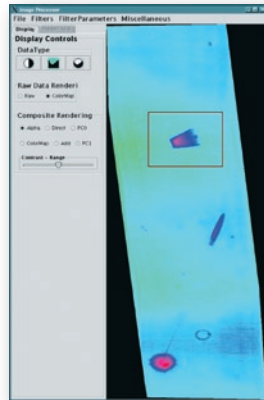 Image Processor
File Filters FilterParameters Miscellaneous
Display
Display Controls
DataType
Raw Data Renderi
Raw ColorMap
Composite Rendering
Alpha Direct PC0
ColorMap Add PC1
Contrast - Range